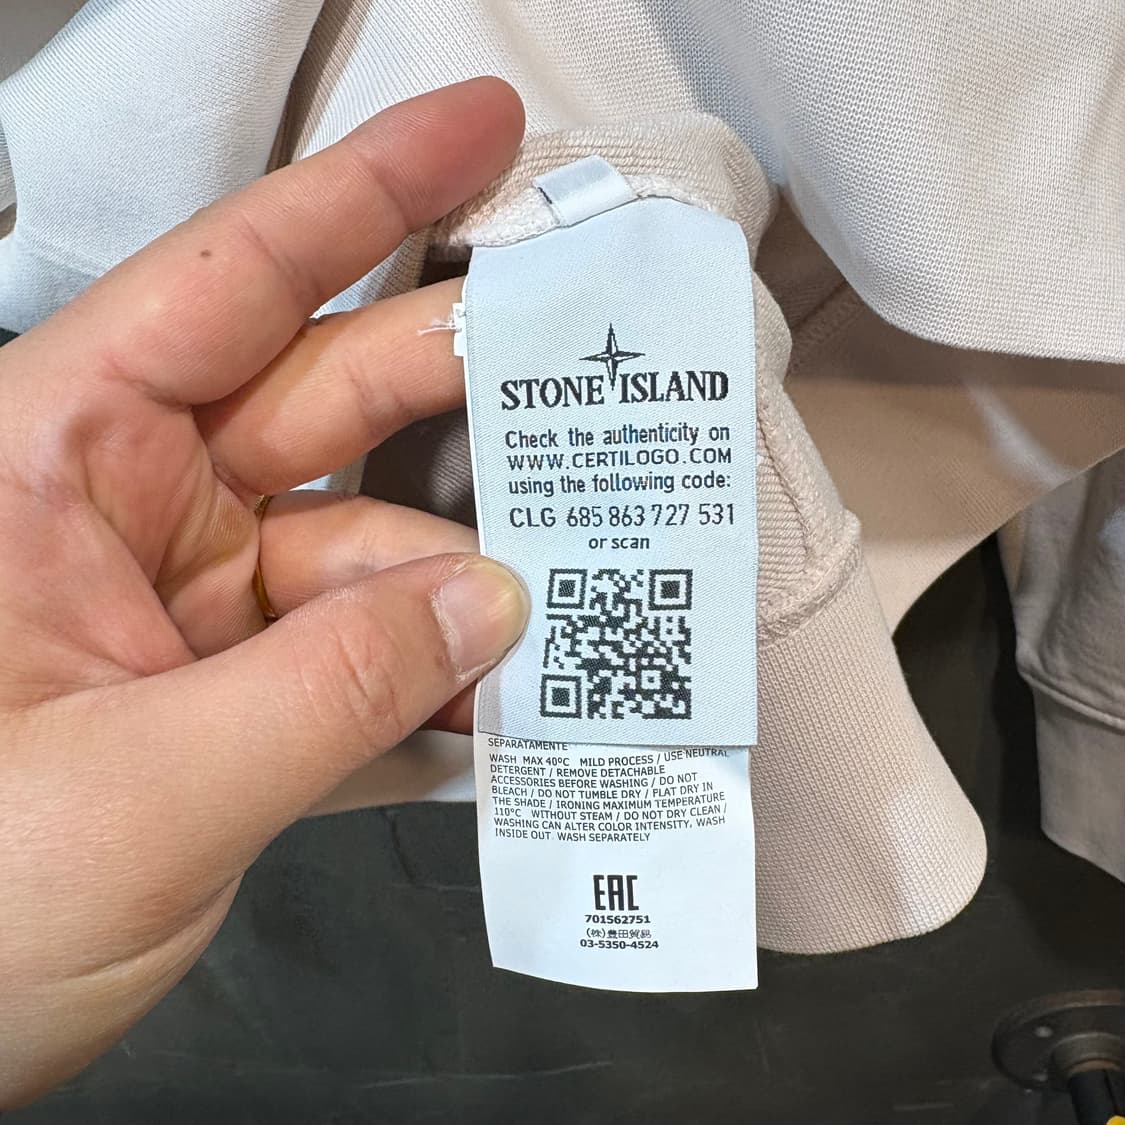 STONE ISLAND
Check the authenticity on
WWW.CERTILOGO.COM
using the following code:
CLG 685 863 727 531
or scan
SEPARATAMENTE
WASH MAX 40°C MILD PROCESS / USE NEUTRAL
DETERGENT / REMOVE DETACHABLE
ACCESSORIES BEFORE WASHING / DO NOT
BLEACH / DO NOT TUMBLE DRY / FLAT DRY IN
THE SHADE / IRONING MAXIMUM TEMPERATURE
110°C WITHOUT STEAM / DO NOT DRY CLEAN /
WASHING CAN ALTER COLOR INTENSITY. WASH
INSIDE OUT WASH SEPARATELY
EAC
701562751
(株)豊田貿易
03-5350-4524